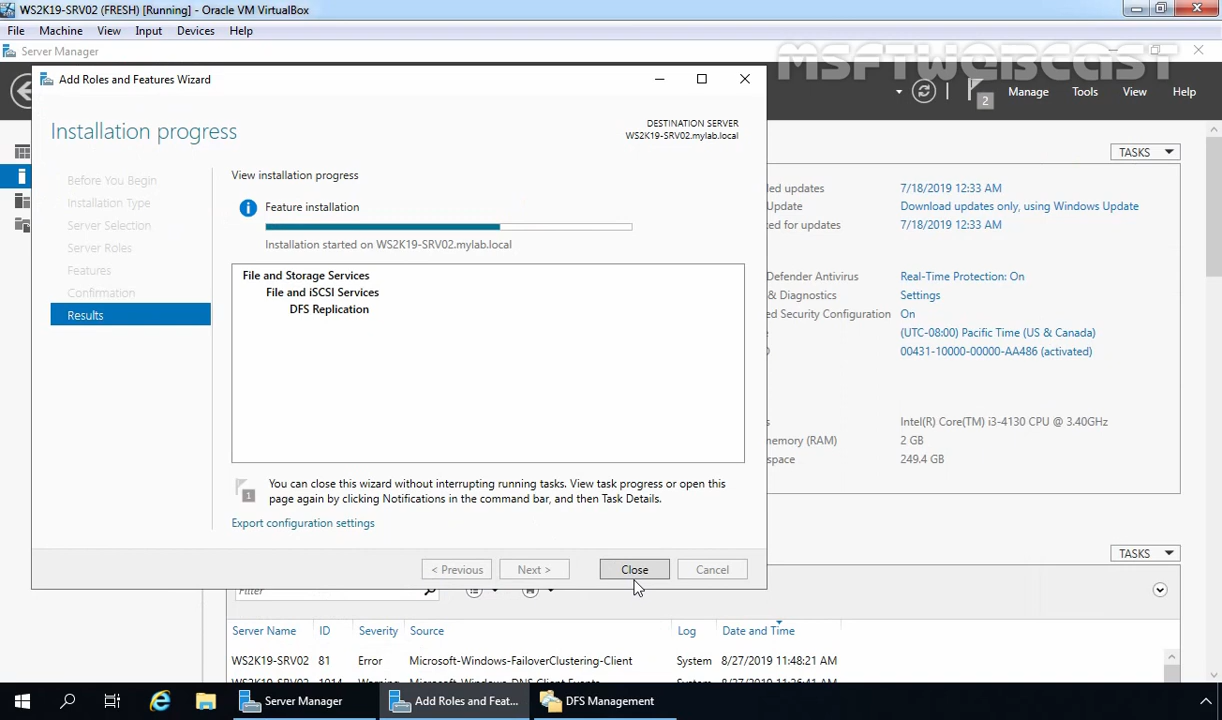 WS2K19-SRV02 (FRESH) [Running] - Oracle VM VirtualBox
File Machine View Input Devices Help
Server Manager
MSFTWEBCAST
Add Roles and Features Wizard
2 Manage Tools View Help
Installation progress
DESTINATION SERVER
WS2K19-SRV02.mylab.local
TASKS
Before You Begin
Installation Type
Server Selection
Server Roles
Features
Confirmation
Results
View installation progress
Feature installation
Installation started on WS2K19-SRV02.mylab.local
File and Storage Services
File and iSCSI Services
DFS Replication
1
You can close this wizard without interrupting running tasks. View task progress or open this
page again by clicking Notifications in the command bar, and then Task Details.
Export configuration settings
< Previous Next > Close Cancel
led updates 7/18/2019 12:33 AM
Update Download updates only, using Windows Update
ed for updates 7/18/2019 12:33 AM
Defender Antivirus Real-Time Protection: On
& Diagnostics Settings
ed Security Configuration On
(UTC-08:00) Pacific Time (US & Canada)
D 00431-10000-00000-AA486 (activated)
s Intel(R) Core(TM) i3-4130 CPU @ 3.40GHz
emory (RAM) 2 GB
space 249.4 GB
TASKS
Filter
Server Name ID Severity Source Log Date and Time
WS2K19-SRV02 81 Error Microsoft-Windows-FailoverClustering-Client System 8/27/2019 11:48:21 AM
Server Manager Add Roles and Feat... DFS Management